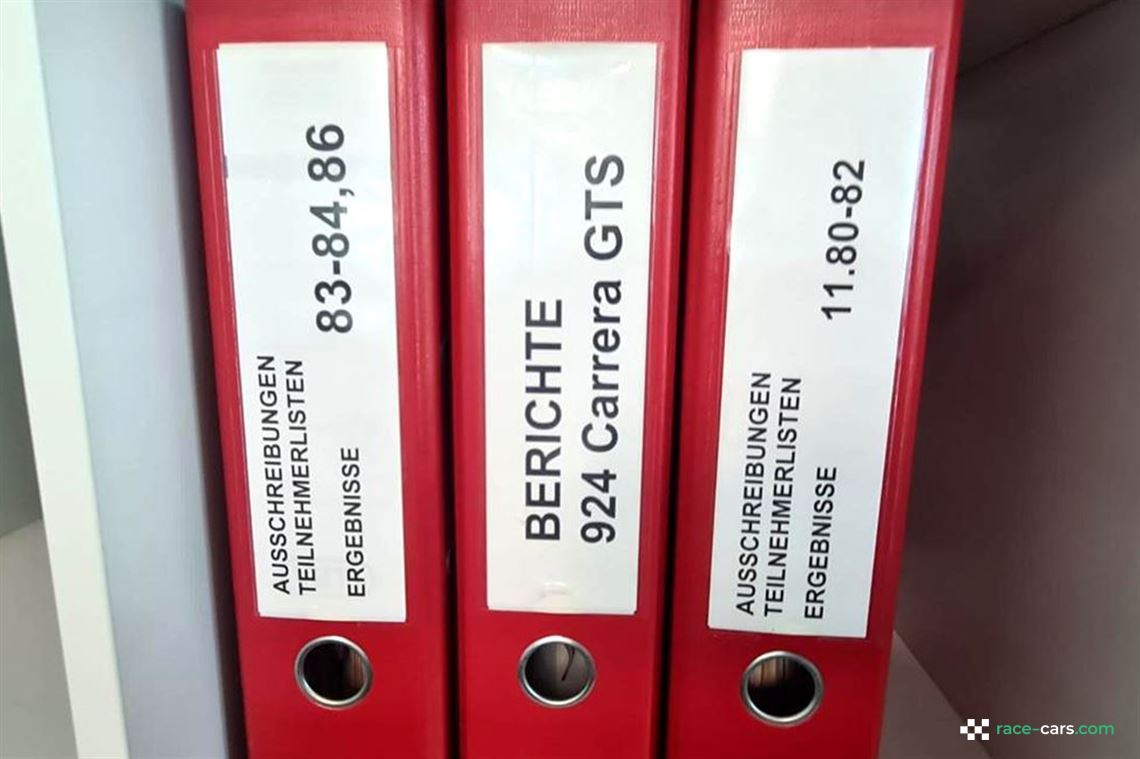 AUSSCHREIBUNGEN
TEILNEHMERLISTEN
83-84,86
ERGEBNISSE
BERICHTE
924 Carrera GTS
AUSSCHREIBUNGEN
TEILNEHMERLISTEN
11.80-82
ERGEBNISSE
race-cars.com